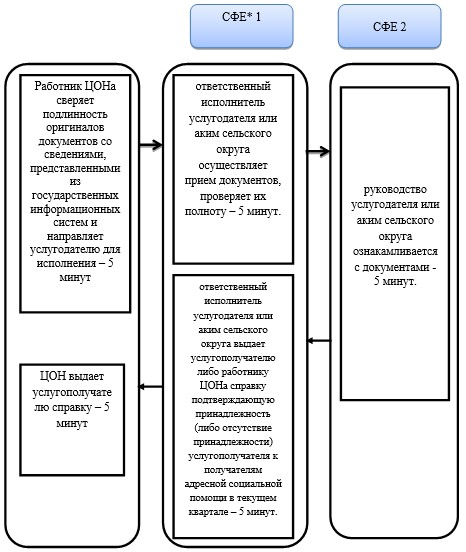 СФЕ* 1
СФЕ 2
Работник ЦОНа
сверяет
подлинность
оригиналов
документов со
сведениями,
представленными
из
государственных
информационных
систем и
направляет
услугодателю для
исполнения – 5
минут
ЦОН выдает
услугополучате
лю справку – 5
минут
ответственный
исполнитель
услугодателя или
аким сельского
округа
осуществляет
прием документов,
проверяет их
полноту – 5 минут.
ответственный
исполнитель
услугодателя или
аким сельского
округа выдает
услугополучателю
либо работнику
ЦОНа справку
подтверждающую
принадлежность
(либо отсутствие
принадлежности)
услугополучателя к
получателям
адресной социальной
помощи в текущем
квартале – 5 минут.
руководство
услугодателя или
аким сельского
округа
ознакамливается
с документами -
5 минут.